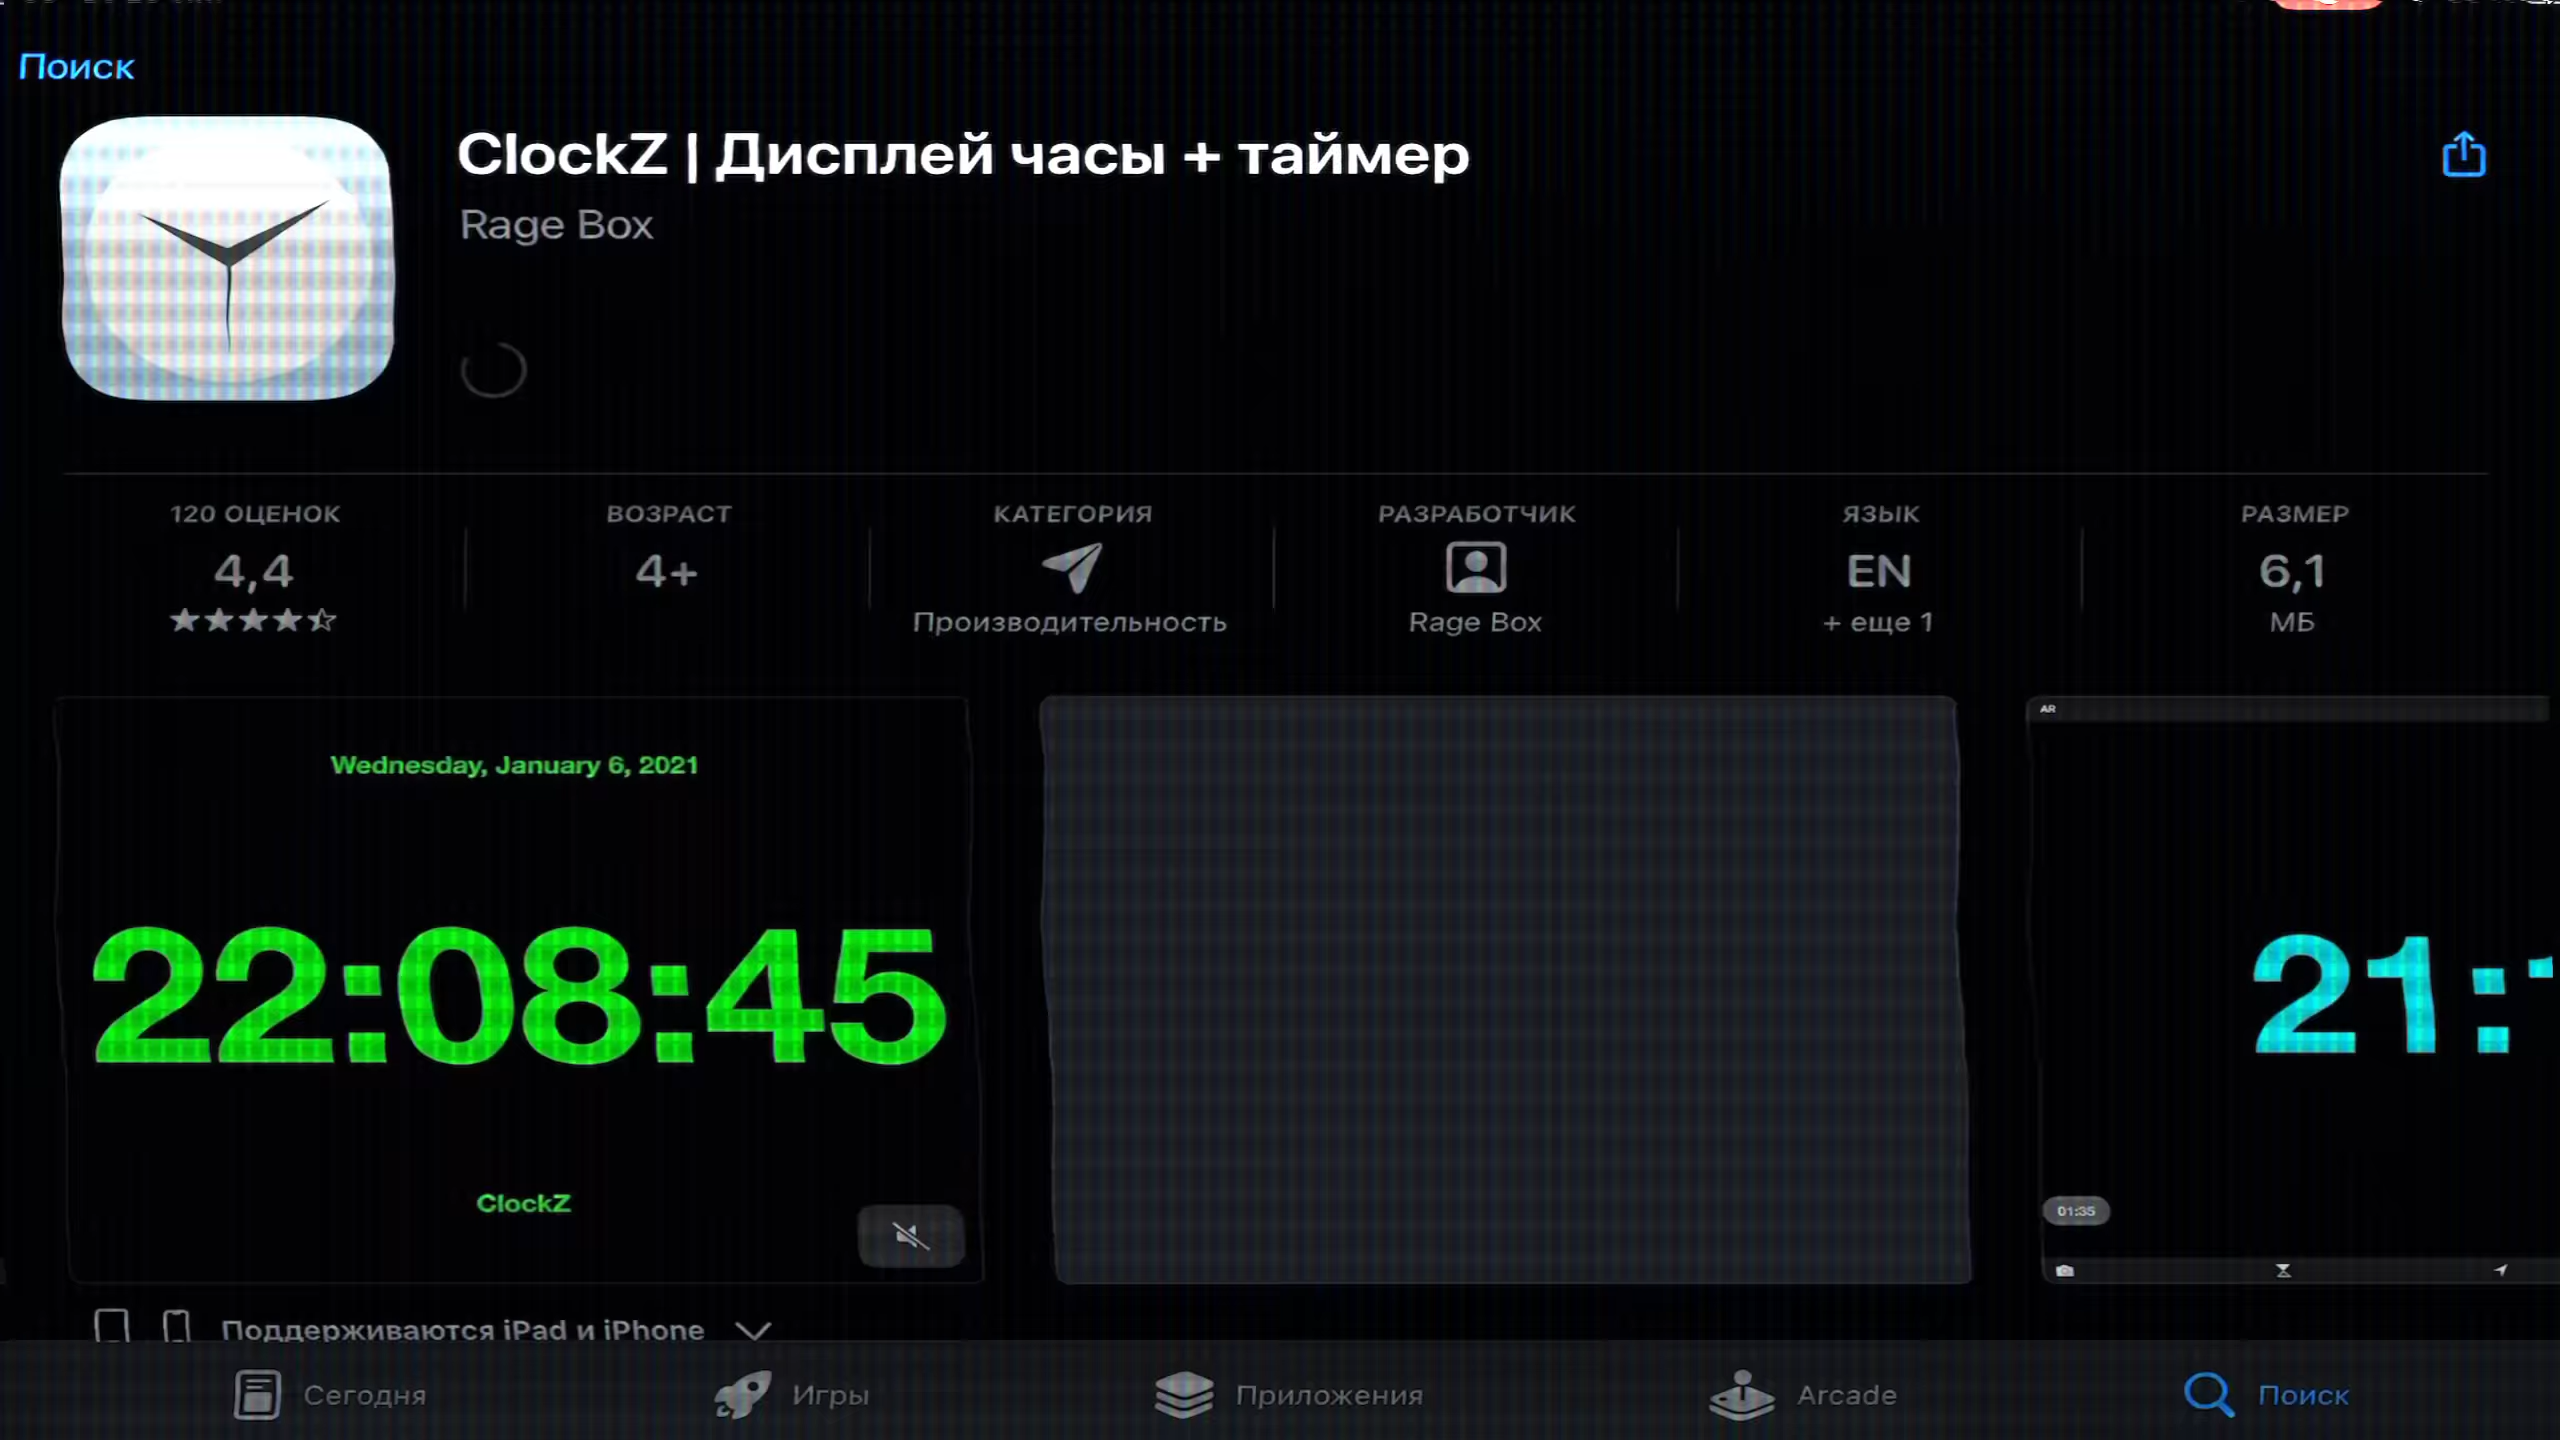 Поиск
ClockZ | Дисплей часы + таймер
Rage Box
120 ОЦЕНОК
4,4
ВОЗРАСТ
4+
КАТЕГОРИЯ
Производительность
РАЗРАБОТЧИК
Rage Box
ЯЗЫК
EN
+ еще 1
РАЗМЕР
6,1
МБ
Wednesday, January 6, 2021
22:08:45
ClockZ
AR
21:
01:35
Поддерживаются iPad и iPhone
Сегодня
Игры
Приложения
Arcade
Поиск